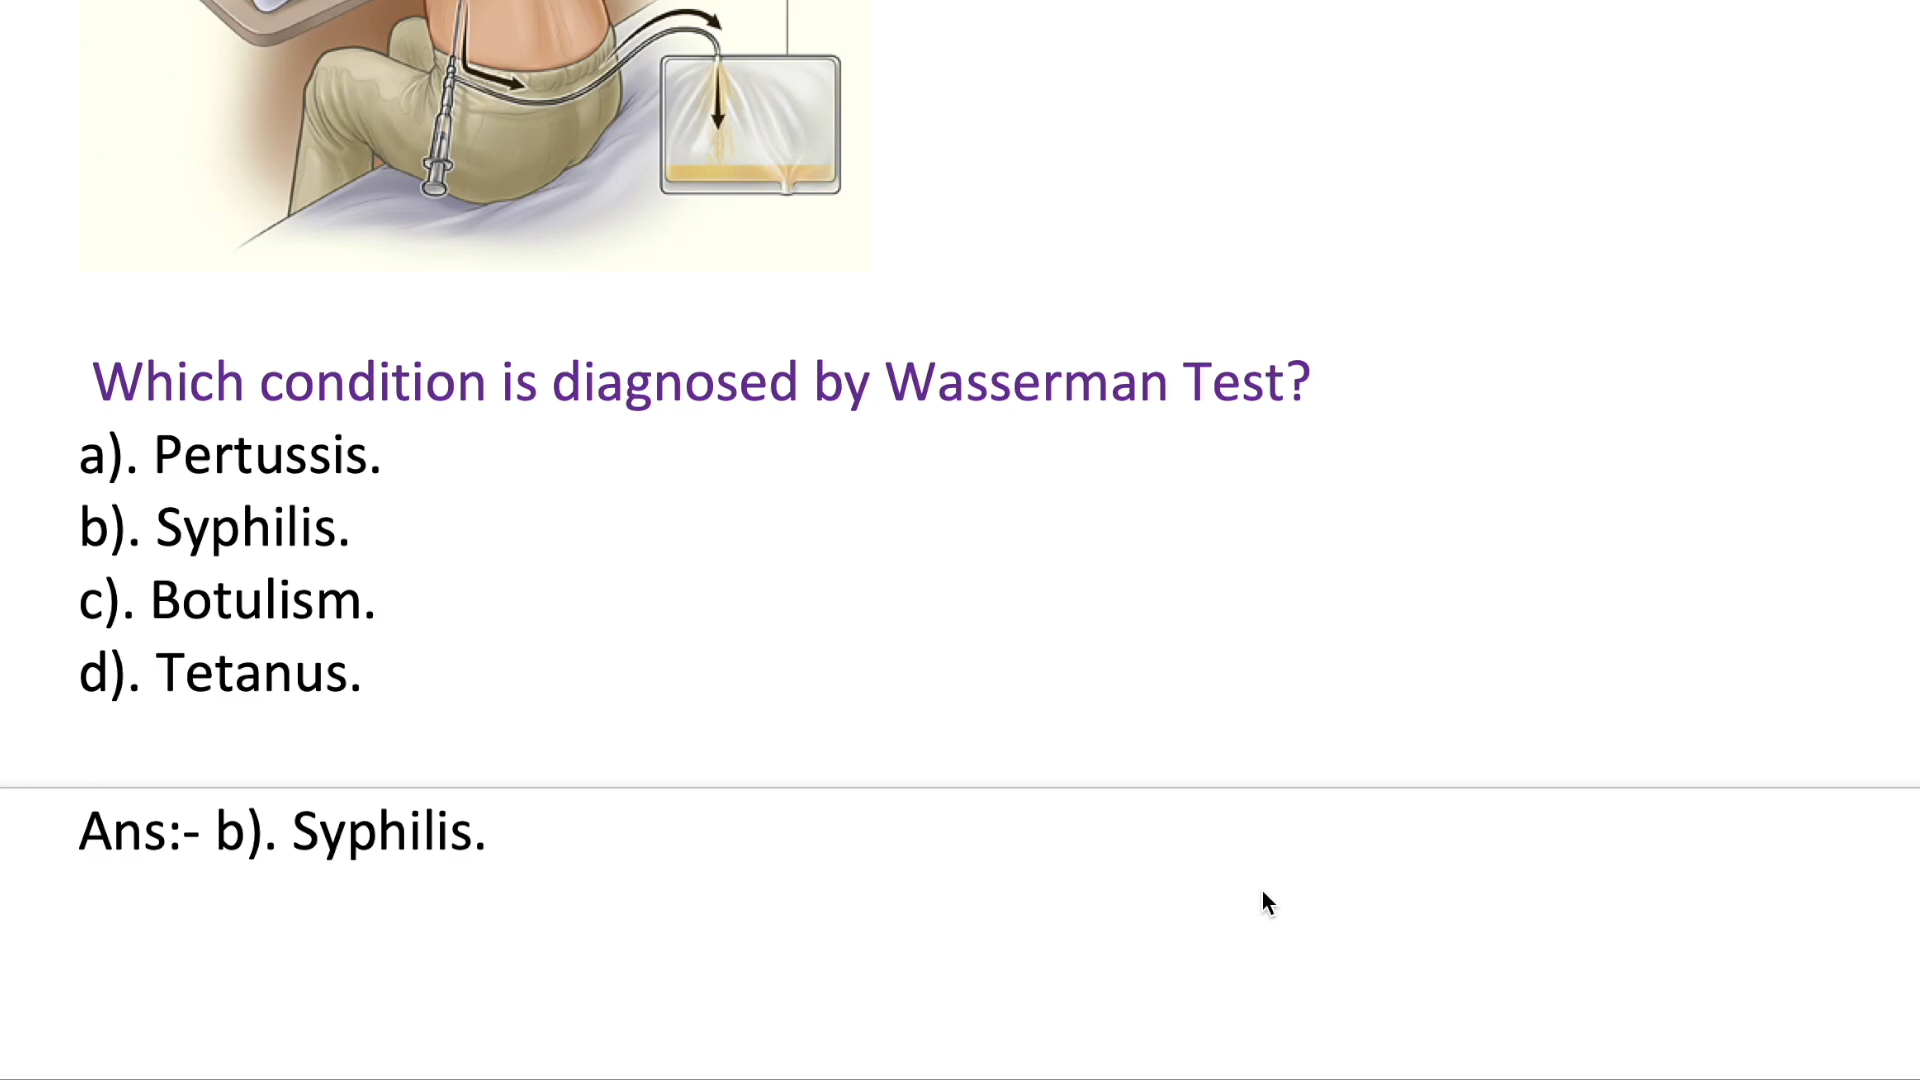 Which condition is diagnosed by Wasserman Test?
a). Pertussis.
b). Syphilis.
c). Botulism.
d). Tetanus.
Ans:- b). Syphilis.